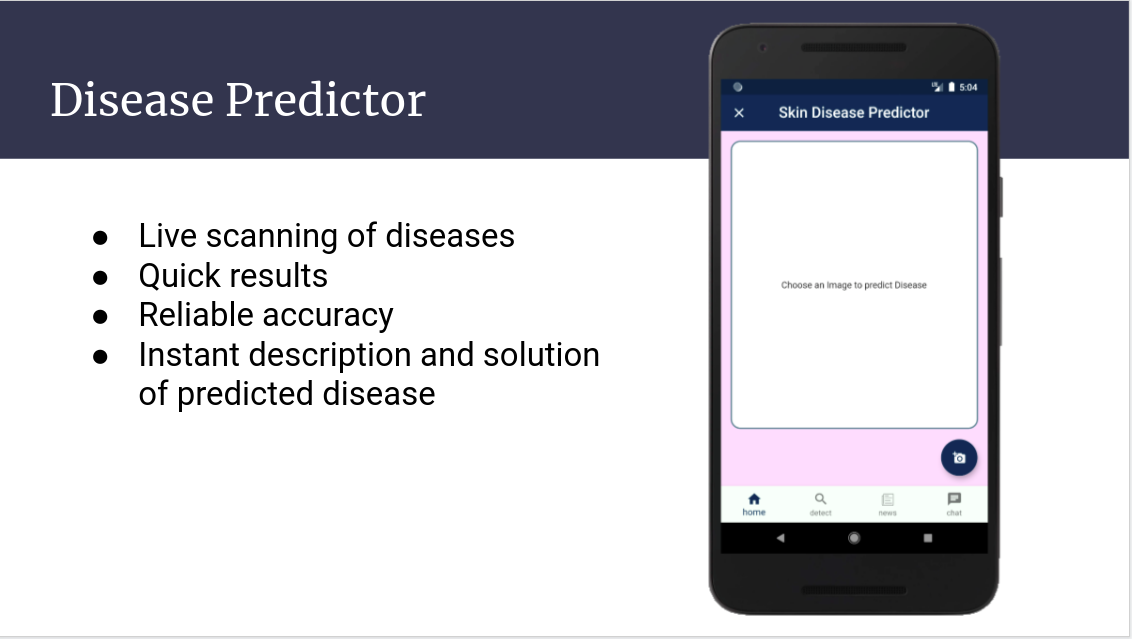 Disease Predictor
● Live scanning of diseases
● Quick results
● Reliable accuracy
● Instant description and solution
of predicted disease
5:04
Skin Disease Predictor
Choose an Image to predict Disease
home detect news chat